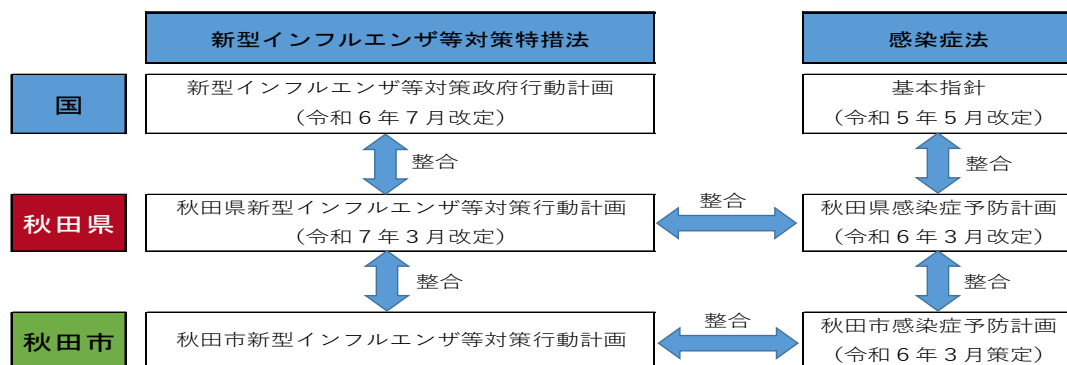 新型インフルエンザ等対策特措法
感染症法
国
新型インフルエンザ等対策政府行動計画
(令和6年7月改定)
基本指針
(令和5年5月改定)
整合
整合
秋田県
秋田県新型インフルエンザ等対策行動計画
(令和7年3月改定)
整合
秋田県感染症予防計画
(令和6年3月改定)
整合
整合
秋田市
秋田市新型インフルエンザ等対策行動計画
整合
秋田市感染症予防計画
(令和6年3月策定)